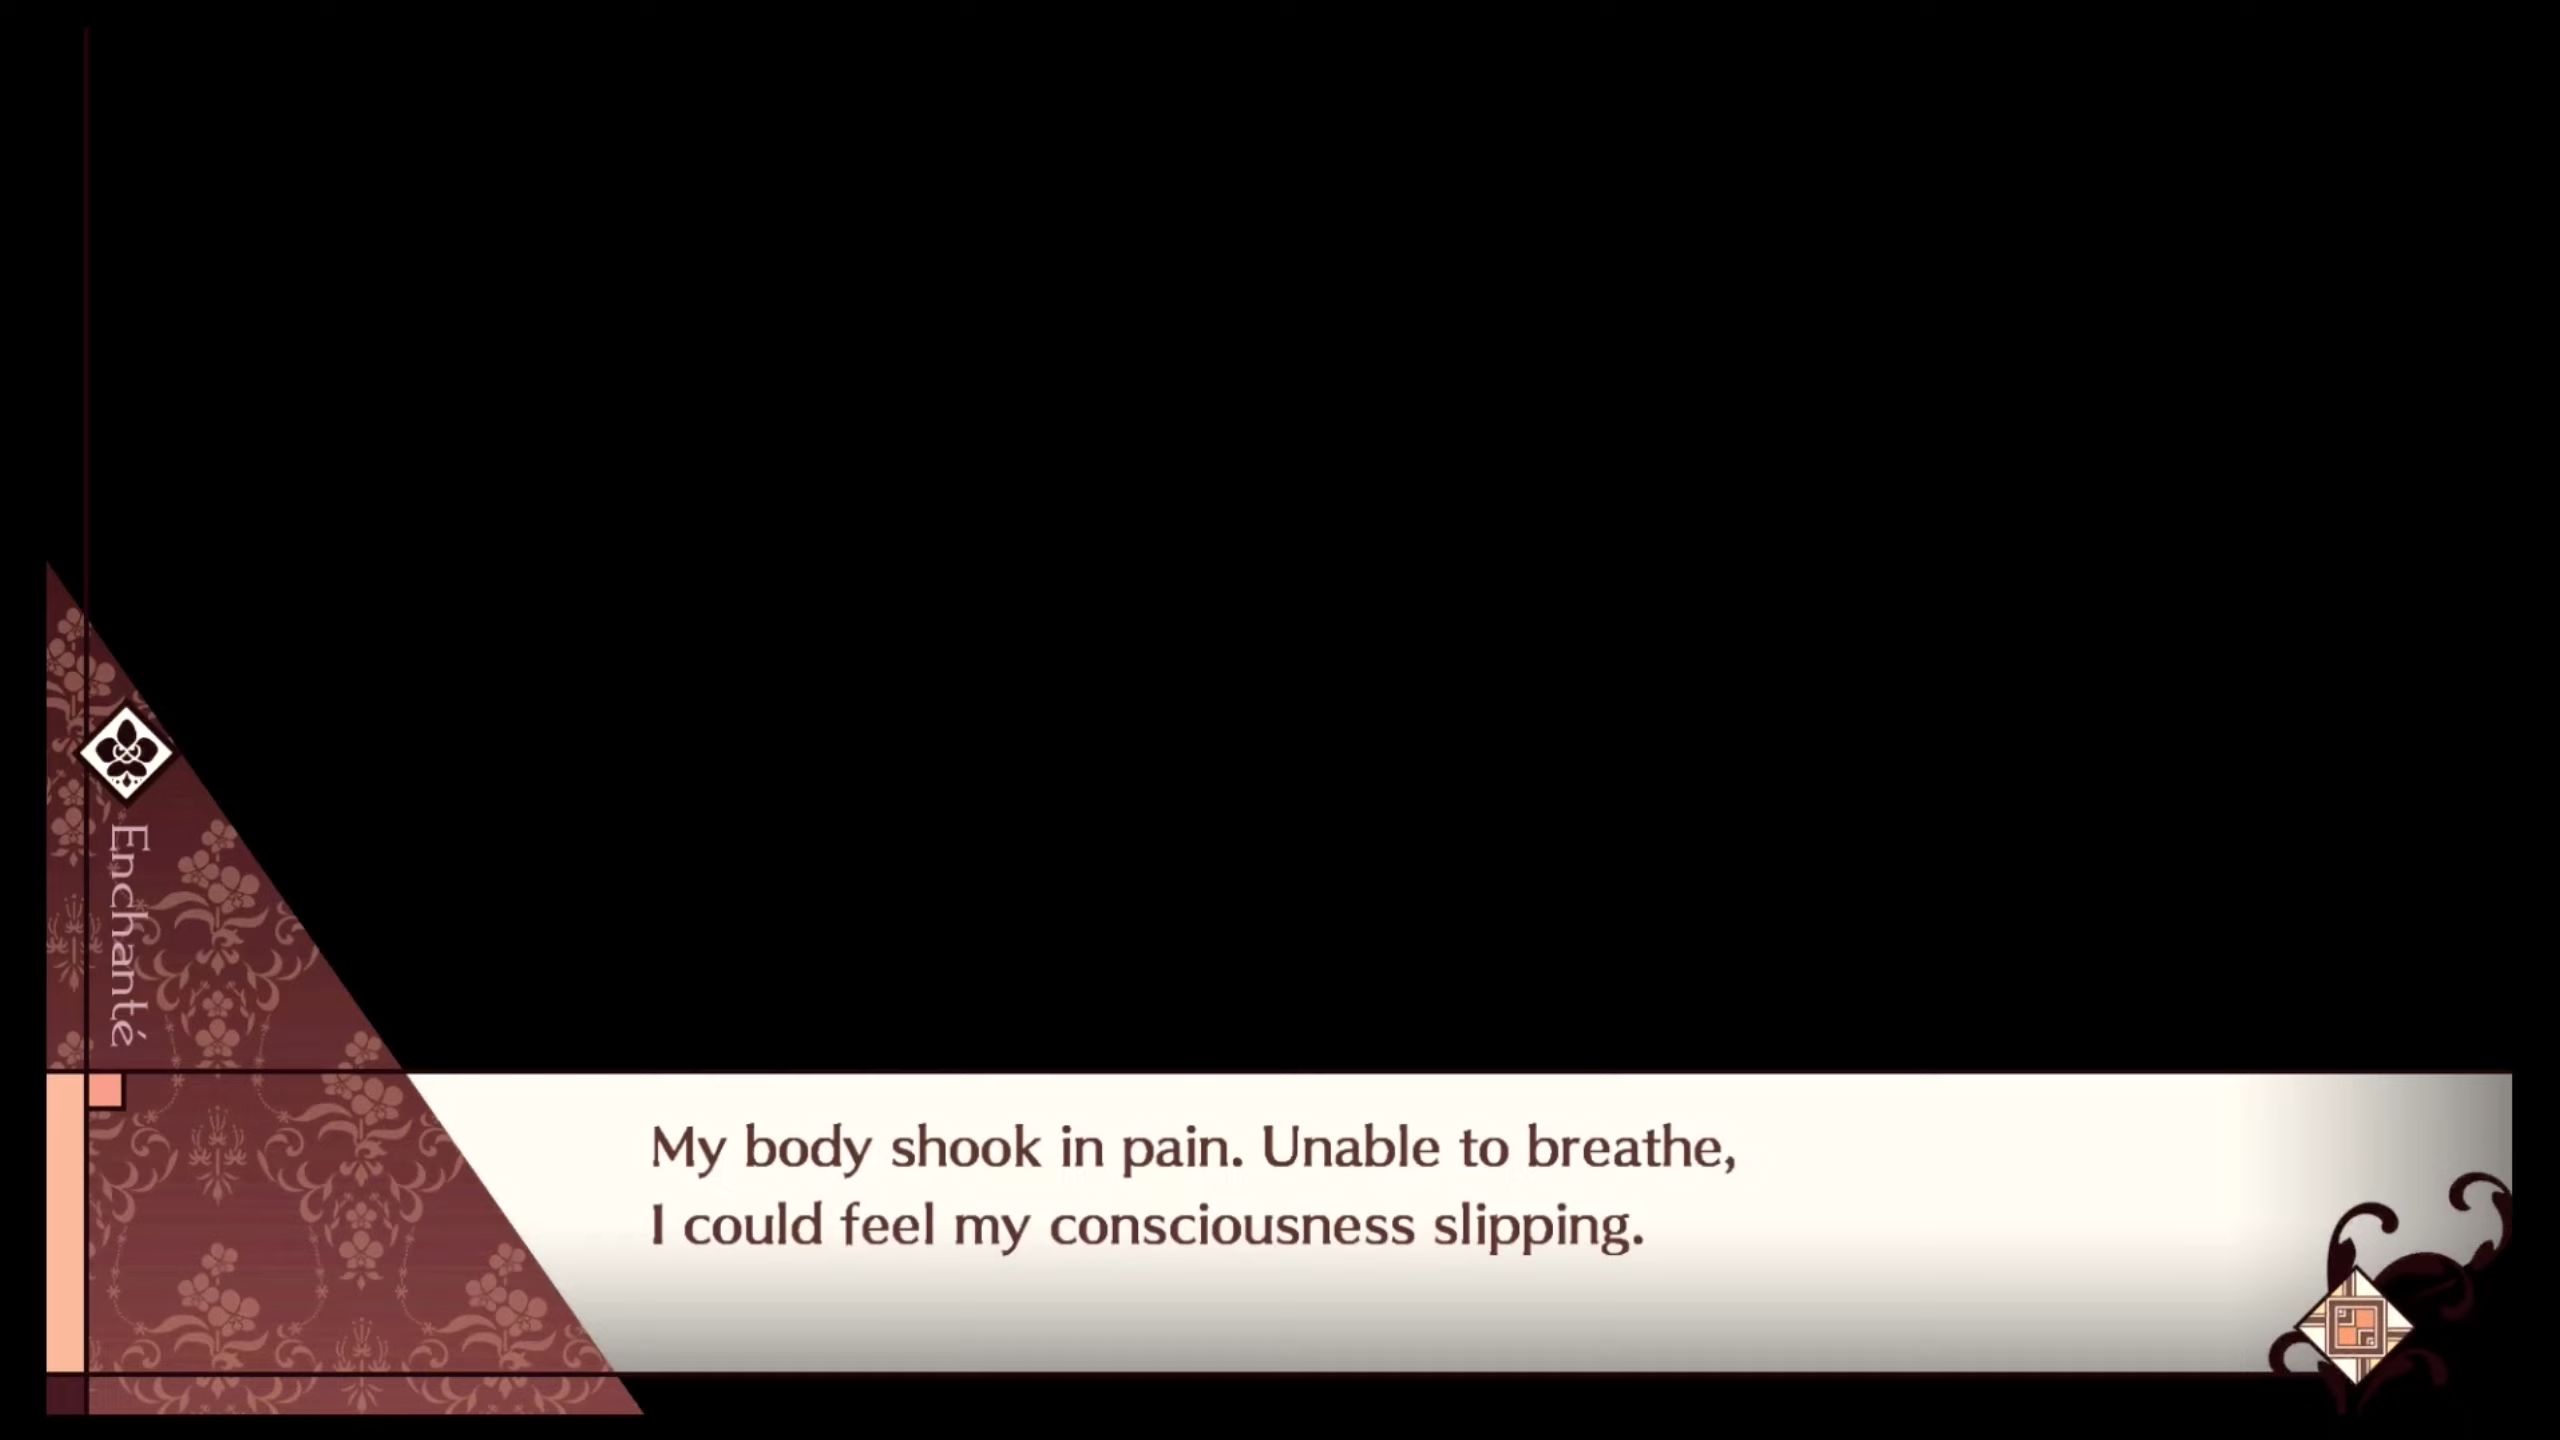 Enchanté
My body shook in pain. Unable to breathe,
I could feel my consciousness slipping.